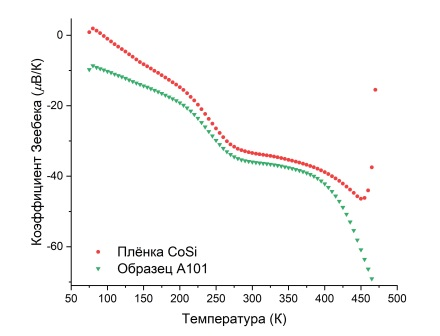 Коэффициент Зеебека (μВ/К)
0
-20
-40
-60
Плёнка CoSi
Образец А101
50 100 150 200 250 300 350 400 450 500
Температура (К)